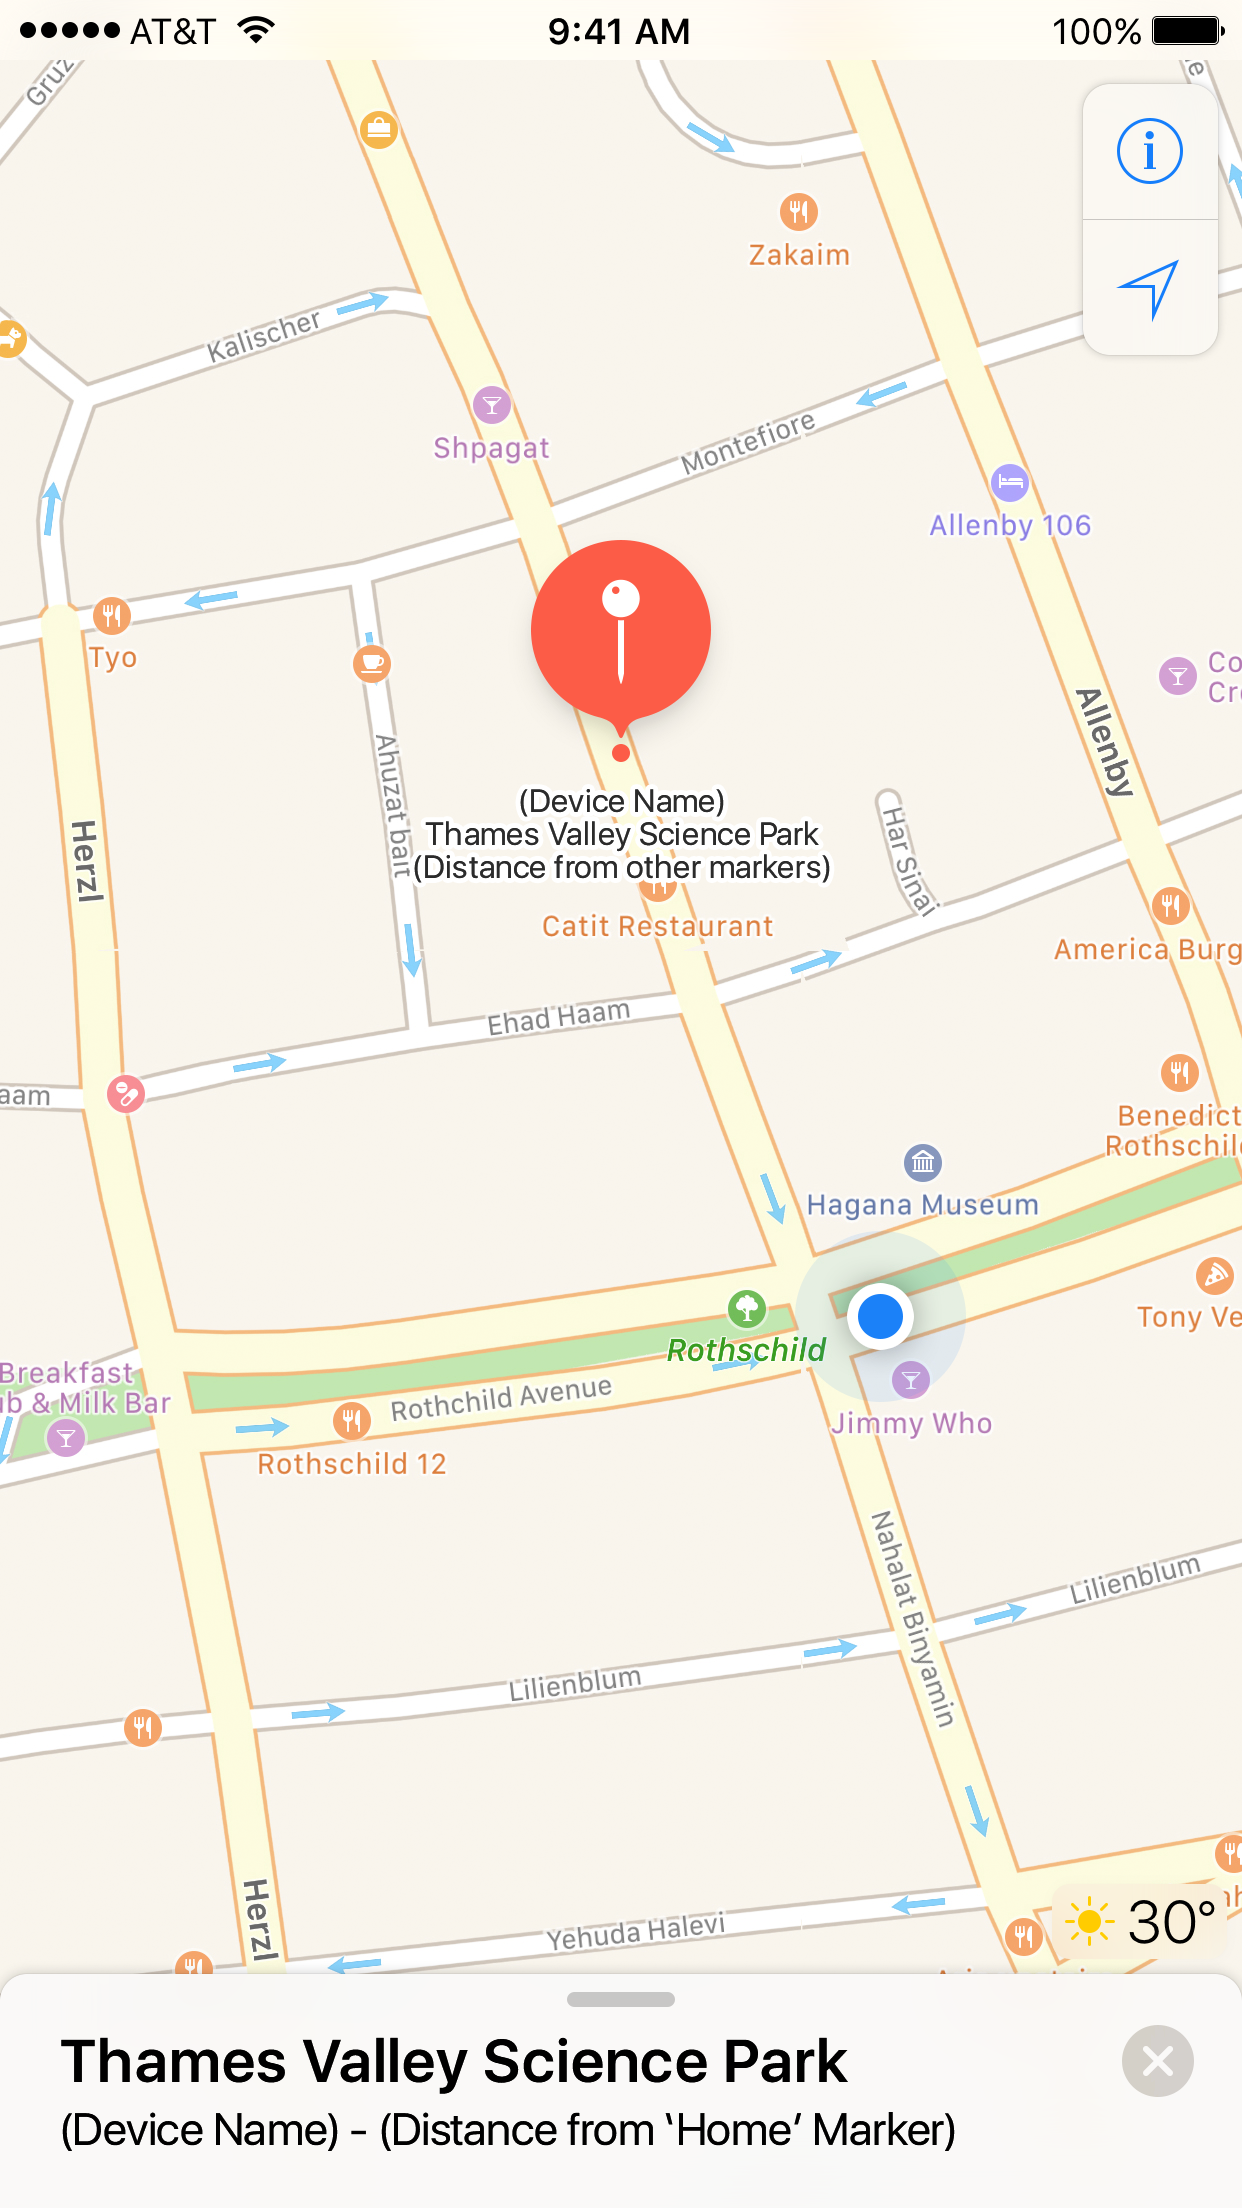 AT&T 9:41 AM 100%
Gruz
Zakaim
Kalischer
Shpagat
Montefiore
Allenby 106
Tyo
Co
Cr
Allenby
Ahuzat bait
Herzl
(Device Name)
Thames Valley Science Park
(Distance from other markers)
Har Sinai
Catit Restaurant
America Burg
Ehad Haam
aam
Benedict
Rothschil
Hagana Museum
Tony Ve
Rothschild
Breakfast
ub & Milk Bar
Rothchild Avenue
Jimmy Who
Rothschild 12
Nahalat Binyamin
Lilienblum
Lilienblum
Herzl
Yehuda Halevi
30°
Thames Valley Science Park
(Device Name) - (Distance from ‘Home’ Marker)